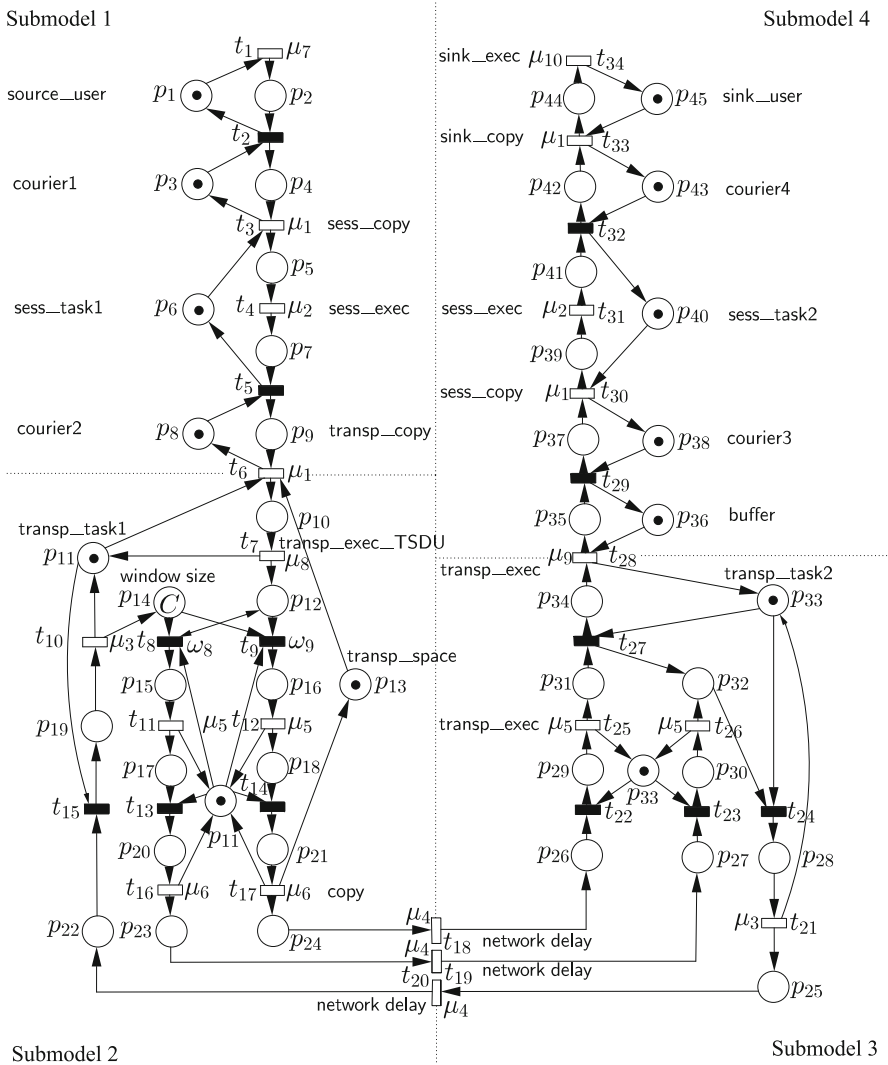 Submodel 1
Submodel 4
t₁ μ₇
sink_exec μ₁₀ t₃₄
source_user p₁ p₂
p₄₄ p₄₅ sink_user
t₂
sink_copy μ₁ t₃₃
courier1 p₃ p₄
p₄₂ p₄₃ courier4
t₃ μ₁ sess_copy
t₃₂
p₅
p₄₁
sess_task1 p₆ t₄ μ₂ sess_exec
sess_exec μ₂ t₃₁ p₄₀ sess_task2
p₇
p₃₉
t₅
sess_copy μ₁ t₃₀
courier2 p₈ p₉ transp_copy
p₃₇ p₃₈ courier3
t₆ μ₁
t₂₉
p₁₀
p₃₅ p₃₆ buffer
transp_task1
t₇ transp_exec_TSDU
p₁₁ μ₈
μ₉ t₂₈
transp_exec transp_task2
window size
p₁₄ C p₁₂
p₃₄ p₃₃
t₁₀ μ₃ t₈ ω₈ t₉ ω₉
t₂₇
transp_space
p₁₅ p₁₆ p₁₃
p₃₁ p₃₂
p₁₉ t₁₁ μ₅ t₁₂ μ₅
transp_exec μ₅ t₂₅ μ₅ t₂₆
p₁₇ p₁₈
p₂₉ p₃₃ p₃₀
t₁₅ t₁₃ p₁₁ t₁₄
t₂₂ t₂₃ t₂₄
p₂₀ p₂₁
p₂₆ p₂₇ p₂₈
t₁₆ μ₆ t₁₇ μ₆ copy
μ₃ t₂₁
p₂₂ p₂₃ p₂₄
μ₄ t₁₈ network delay
μ₄ t₁₉ network delay
t₂₀ μ₄ network delay
p₂₅
Submodel 2
Submodel 3